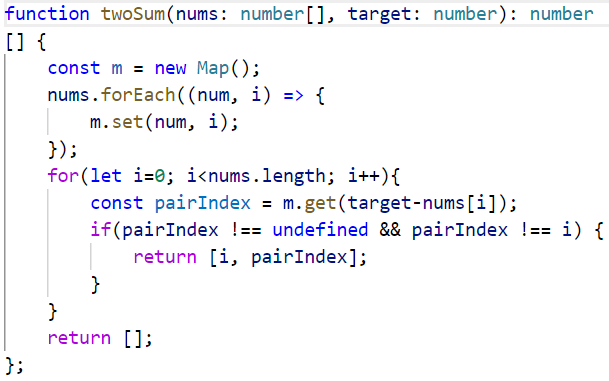 function twoSum(nums: number[], target: number): number
[] {
    const m = new Map();
    nums.forEach((num, i) => {
        m.set(num, i);
    });
    for(let i=0; i<nums.length; i++){
        const pairIndex = m.get(target-nums[i]);
        if(pairIndex !== undefined && pairIndex !== i) {
            return [i, pairIndex];
        }
    }
    return [];
};